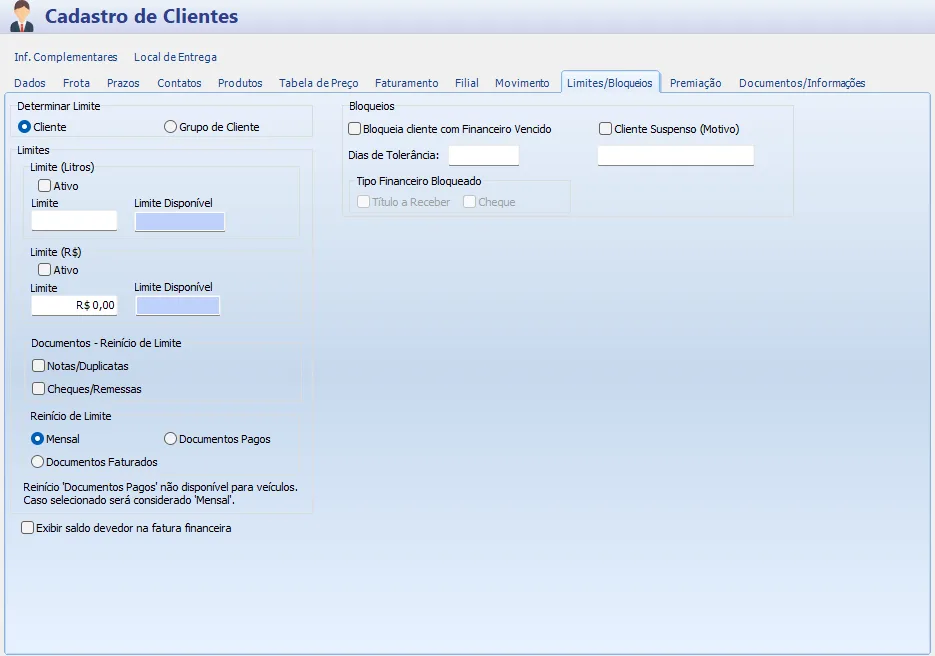 Cadastro de Clientes
Inf. Complementares Local de Entrega
Dados Frota Prazos Contatos Produtos Tabela de Preço Faturamento Filial Movimento Limites/Bloqueios Premiação Documentos/Informações
Determinar Limite
Cliente Grupo de Cliente
Limites
Limite (Litros)
Ativo
Limite Limite Disponível
Limite (R$)
Ativo
Limite Limite Disponível
R$ 0,00
Documentos - Reinício de Limite
Notas/Duplicatas
Cheques/Remessas
Reinício de Limite
Mensal Documentos Pagos
Documentos Faturados
Reinício 'Documentos Pagos' não disponível para veículos.
Caso selecionado será considerado 'Mensal'.
Exibir saldo devedor na fatura financeira
Bloqueios
Bloqueia cliente com Financeiro Vencido Cliente Suspenso (Motivo)
Dias de Tolerância:
Tipo Financeiro Bloqueado
Título a Receber Cheque